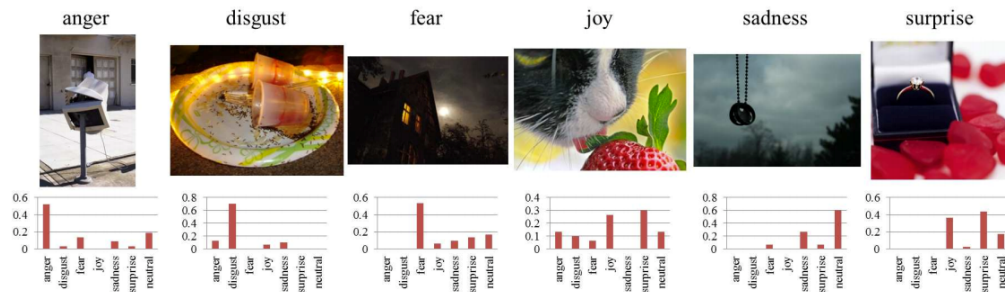 anger disgust fear joy sadness surprise
0.6 0.8 0.6 0.4 0.8 0.6
0.4 0.6 0.4 0.3 0.6 0.4
0.2 0.4 0.2 0.2 0.4 0.2
0 0.2 0 0.1 0.2 0
0 0 0
anger disgust fear joy sadness surprise neutral
anger disgust fear joy sadness surprise neutral
anger disgust fear joy sadness surprise neutral
anger disgust fear joy sadness surprise neutral
anger disgust fear joy sadness surprise neutral
anger disgust fear joy sadness surprise neutral